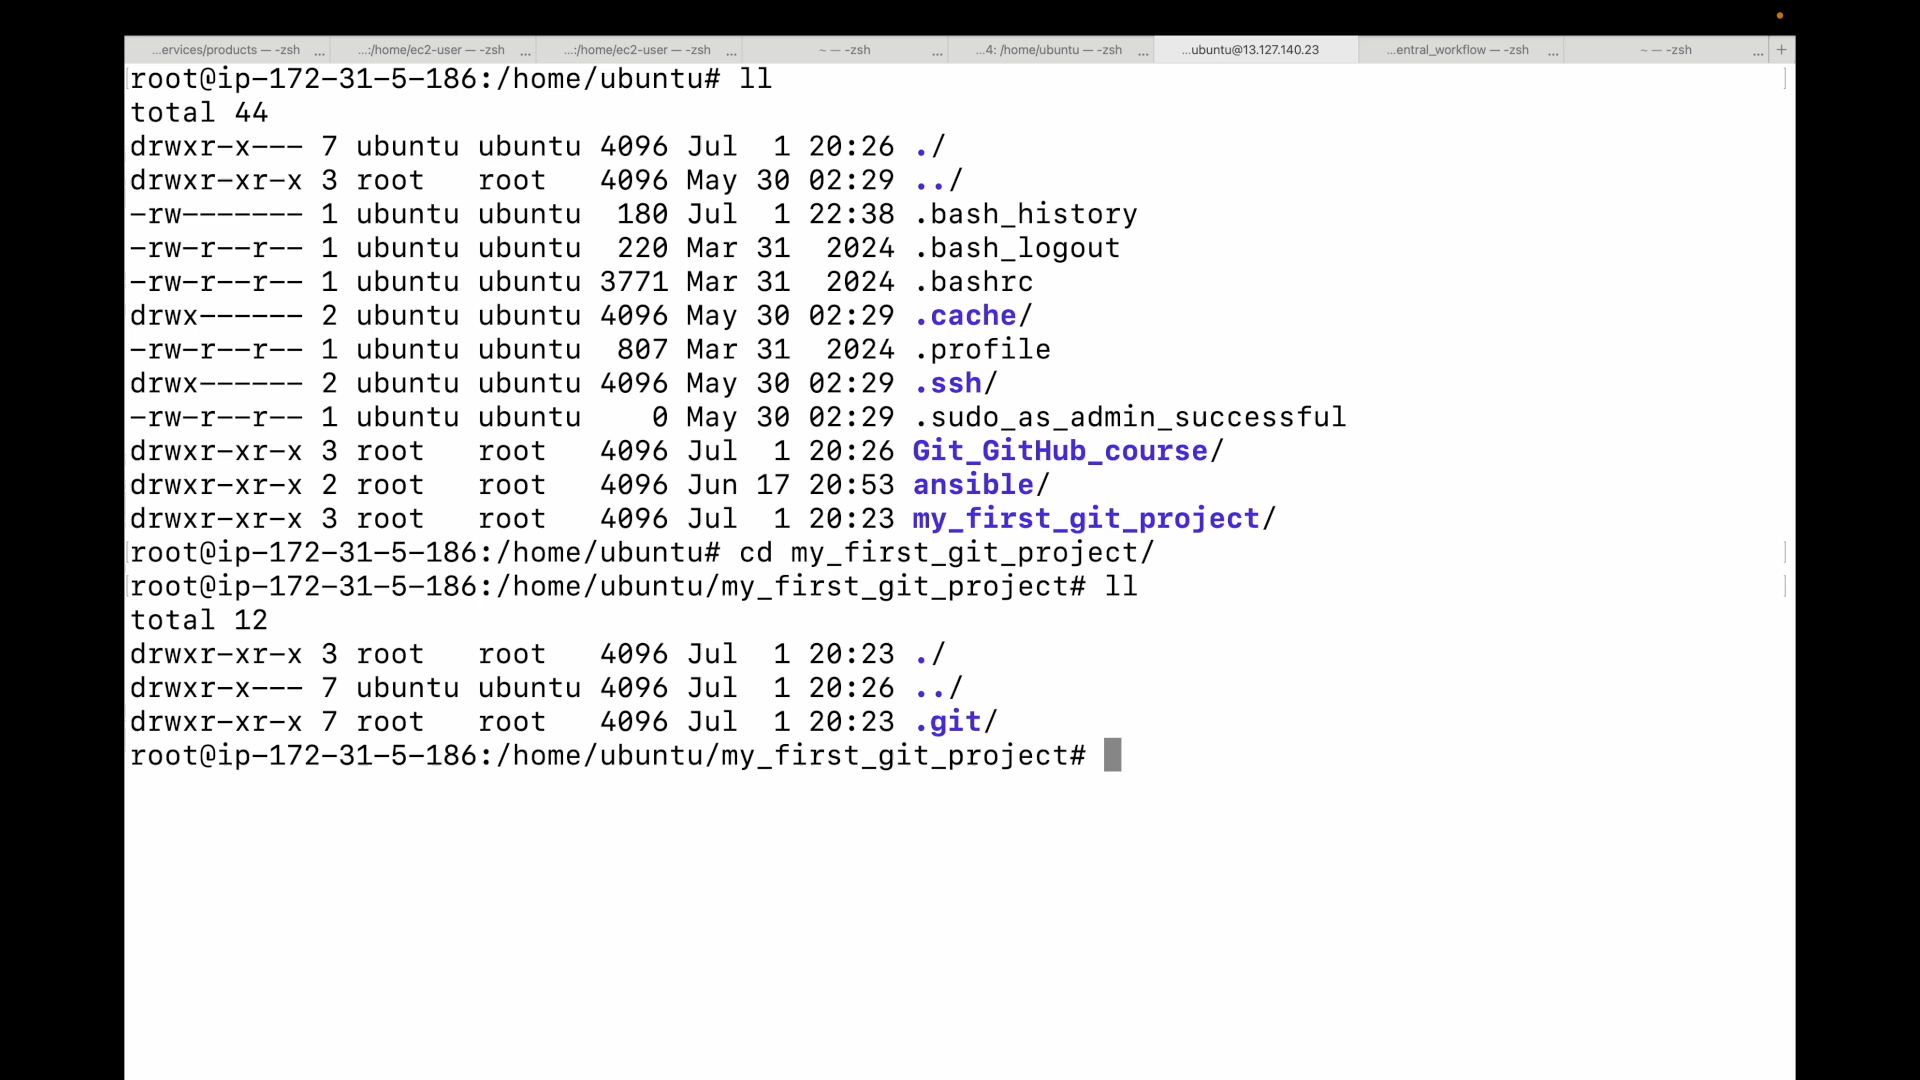 ...ervices/products — -zsh ... ...:/home/ec2-user — -zsh ... ...:/home/ec2-user — -zsh ... ~ — -zsh ... ...4: /home/ubuntu — -zsh ... ...ubuntu@13.127.140.23 ...entral_workflow — -zsh ... ~ — -zsh ... +
root@ip-172-31-5-186:/home/ubuntu# ll
total 44
drwxr-x--- 7 ubuntu ubuntu 4096 Jul  1 20:26 ./
drwxr-xr-x 3 root   root   4096 May 30 02:29 ../
-rw------- 1 ubuntu ubuntu  180 Jul  1 22:38 .bash_history
-rw-r--r-- 1 ubuntu ubuntu  220 Mar 31  2024 .bash_logout
-rw-r--r-- 1 ubuntu ubuntu 3771 Mar 31  2024 .bashrc
drwx------ 2 ubuntu ubuntu 4096 May 30 02:29 .cache/
-rw-r--r-- 1 ubuntu ubuntu  807 Mar 31  2024 .profile
drwx------ 2 ubuntu ubuntu 4096 May 30 02:29 .ssh/
-rw-r--r-- 1 ubuntu ubuntu    0 May 30 02:29 .sudo_as_admin_successful
drwxr-xr-x 3 root   root   4096 Jul  1 20:26 Git_GitHub_course/
drwxr-xr-x 2 root   root   4096 Jun 17 20:53 ansible/
drwxr-xr-x 3 root   root   4096 Jul  1 20:23 my_first_git_project/
root@ip-172-31-5-186:/home/ubuntu# cd my_first_git_project/
root@ip-172-31-5-186:/home/ubuntu/my_first_git_project# ll
total 12
drwxr-xr-x 3 root   root   4096 Jul  1 20:23 ./
drwxr-x--- 7 ubuntu ubuntu 4096 Jul  1 20:26 ../
drwxr-xr-x 7 root   root   4096 Jul  1 20:23 .git/
root@ip-172-31-5-186:/home/ubuntu/my_first_git_project#